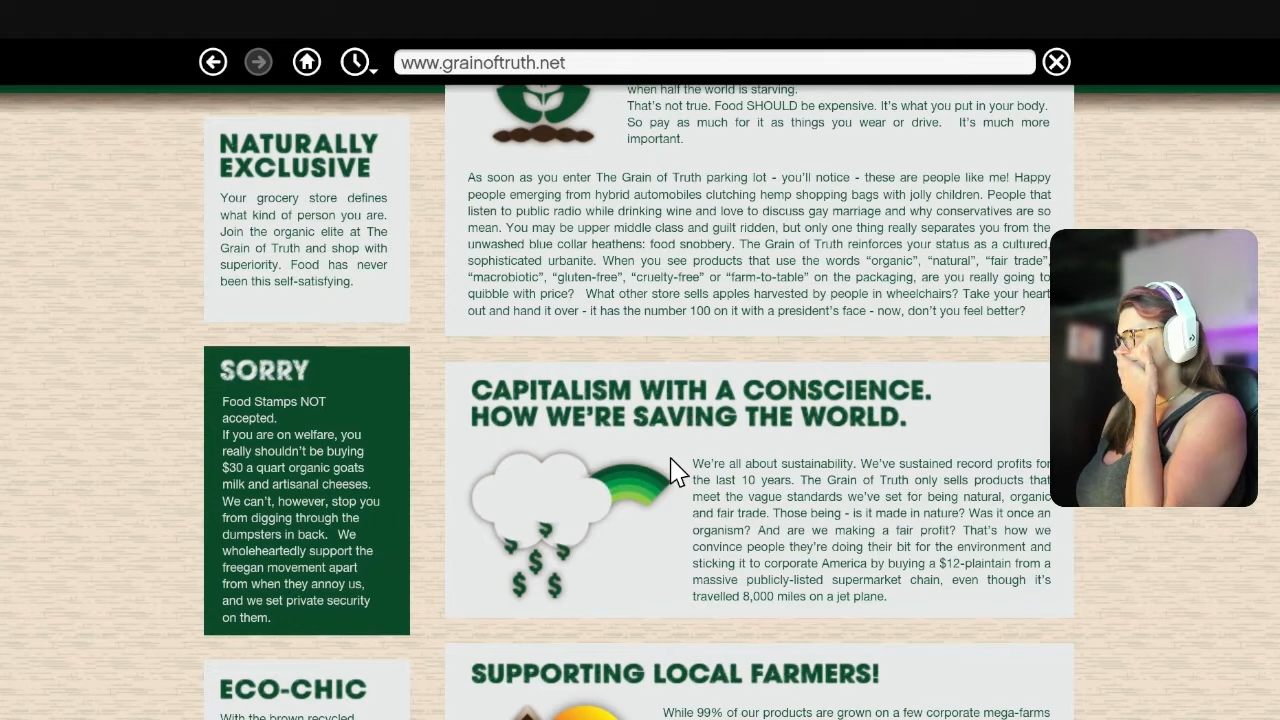 www.grainoftruth.net
NATURALLY
EXCLUSIVE
Your grocery store defines
what kind of person you are.
Join the organic elite at The
Grain of Truth and shop with
superiority. Food has never
been this self-satisfying.
SORRY
Food Stamps NOT
accepted.
If you are on welfare, you
really shouldn't be buying
$30 a quart organic goats
milk and artisanal cheeses.
We can't, however, stop you
from digging through the
dumpsters in back. We
wholeheartedly support the
freegan movement apart
from when they annoy us,
and we set private security
on them.
ECO-CHIC
With the brown recycled
when half the world is starving.
That's not true. Food SHOULD be expensive. It's what you put in your body.
So pay as much for it as things you wear or drive. It's much more
important.
As soon as you enter The Grain of Truth parking lot - you'll notice - these are people like me! Happy
people emerging from hybrid automobiles clutching hemp shopping bags with jolly children. People that
listen to public radio while drinking wine and love to discuss gay marriage and why conservatives are so
mean. You may be upper middle class and guilt ridden, but only one thing really separates you from the
unwashed blue collar heathens: food snobbery. The Grain of Truth reinforces your status as a cultured,
sophisticated urbanite. When you see products that use the words “organic”, “natural”, “fair trade”,
“macrobiotic”, “gluten-free”, “cruelty-free” or “farm-to-table” on the packaging, are you really going to
quibble with price? What other store sells apples harvested by people in wheelchairs? Take your heart
out and hand it over - it has the number 100 on it with a president's face - now, don't you feel better?
CAPITALISM WITH A CONSCIENCE.
HOW WE'RE SAVING THE WORLD.
We're all about sustainability. We've sustained record profits for
the last 10 years. The Grain of Truth only sells products that
meet the vague standards we've set for being natural, organic
and fair trade. Those being - is it made in nature? Was it once an
organism? And are we making a fair profit? That's how we
convince people they're doing their bit for the environment and
sticking it to corporate America by buying a $12-plaintain from a
massive publicly-listed supermarket chain, even though it's
travelled 8,000 miles on a jet plane.
$ $ $ $ $ $ $
SUPPORTING LOCAL FARMERS!
While 99% of our products are grown on a few corporate mega-farms